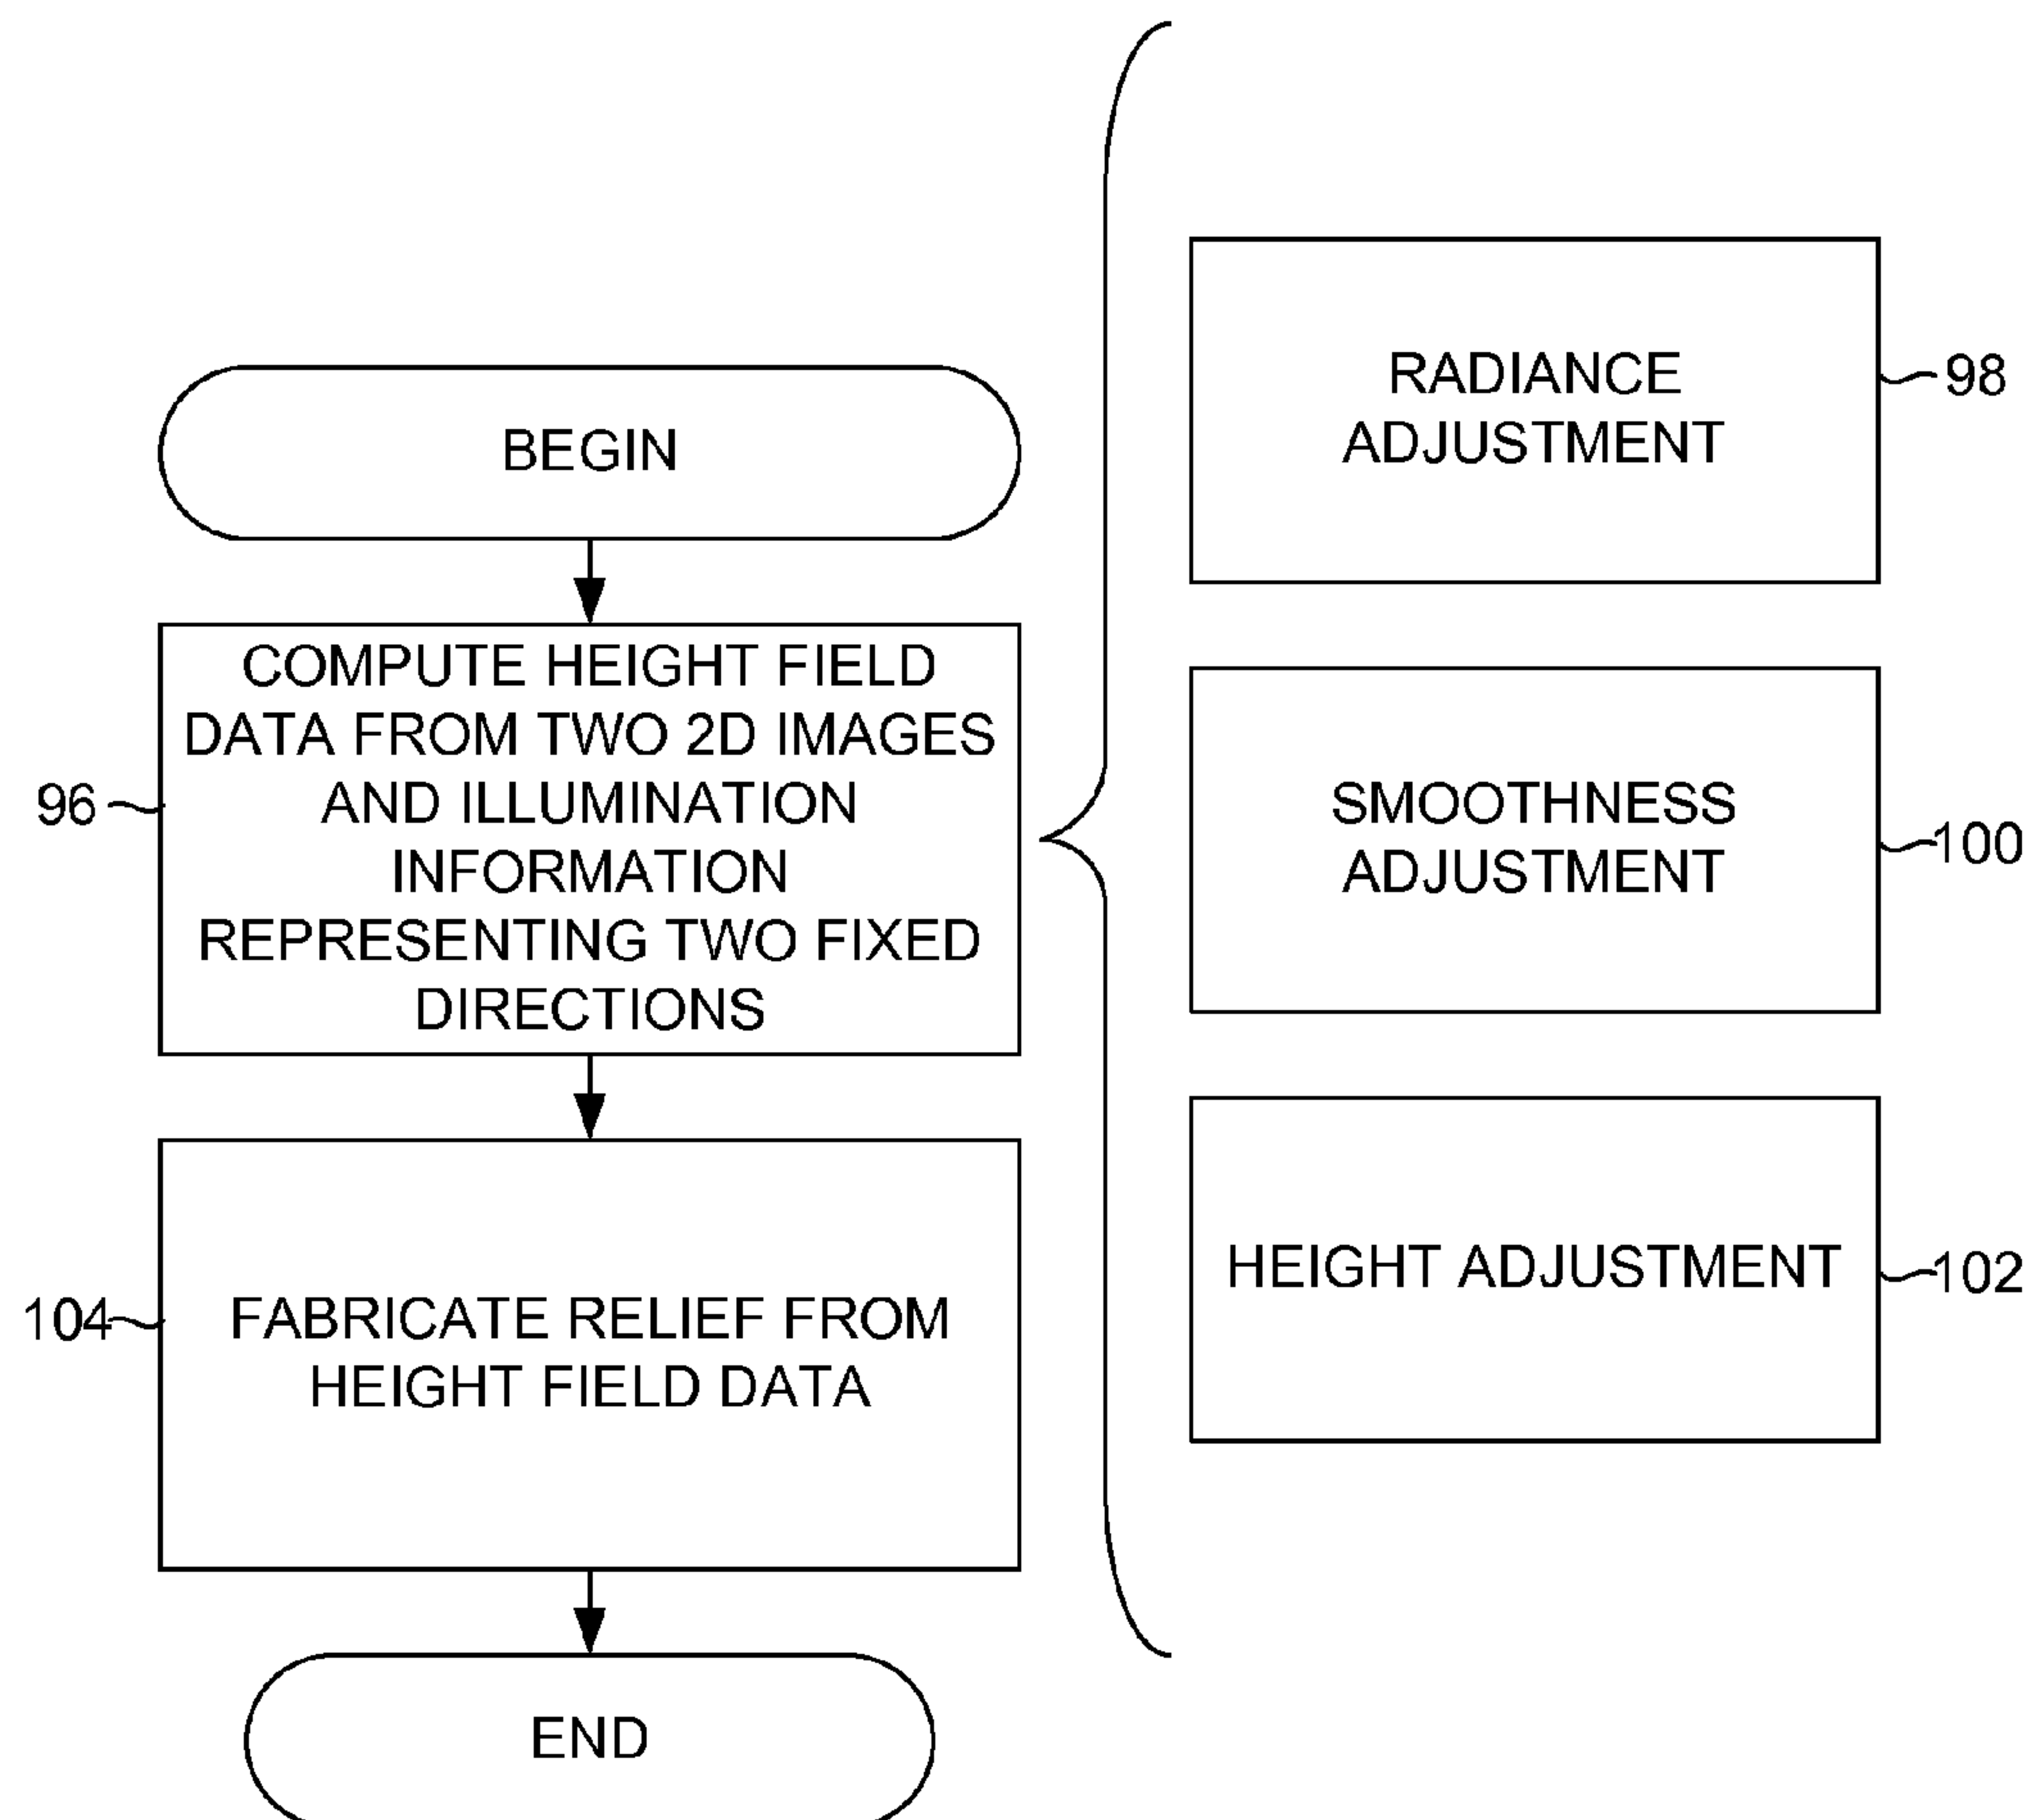 BEGIN
96
COMPUTE HEIGHT FIELD
DATA FROM TWO 2D IMAGES
AND ILLUMINATION
INFORMATION
REPRESENTING TWO FIXED
DIRECTIONS
104
FABRICATE RELIEF FROM
HEIGHT FIELD DATA
END
RADIANCE
ADJUSTMENT
98
SMOOTHNESS
ADJUSTMENT
100
HEIGHT ADJUSTMENT
102